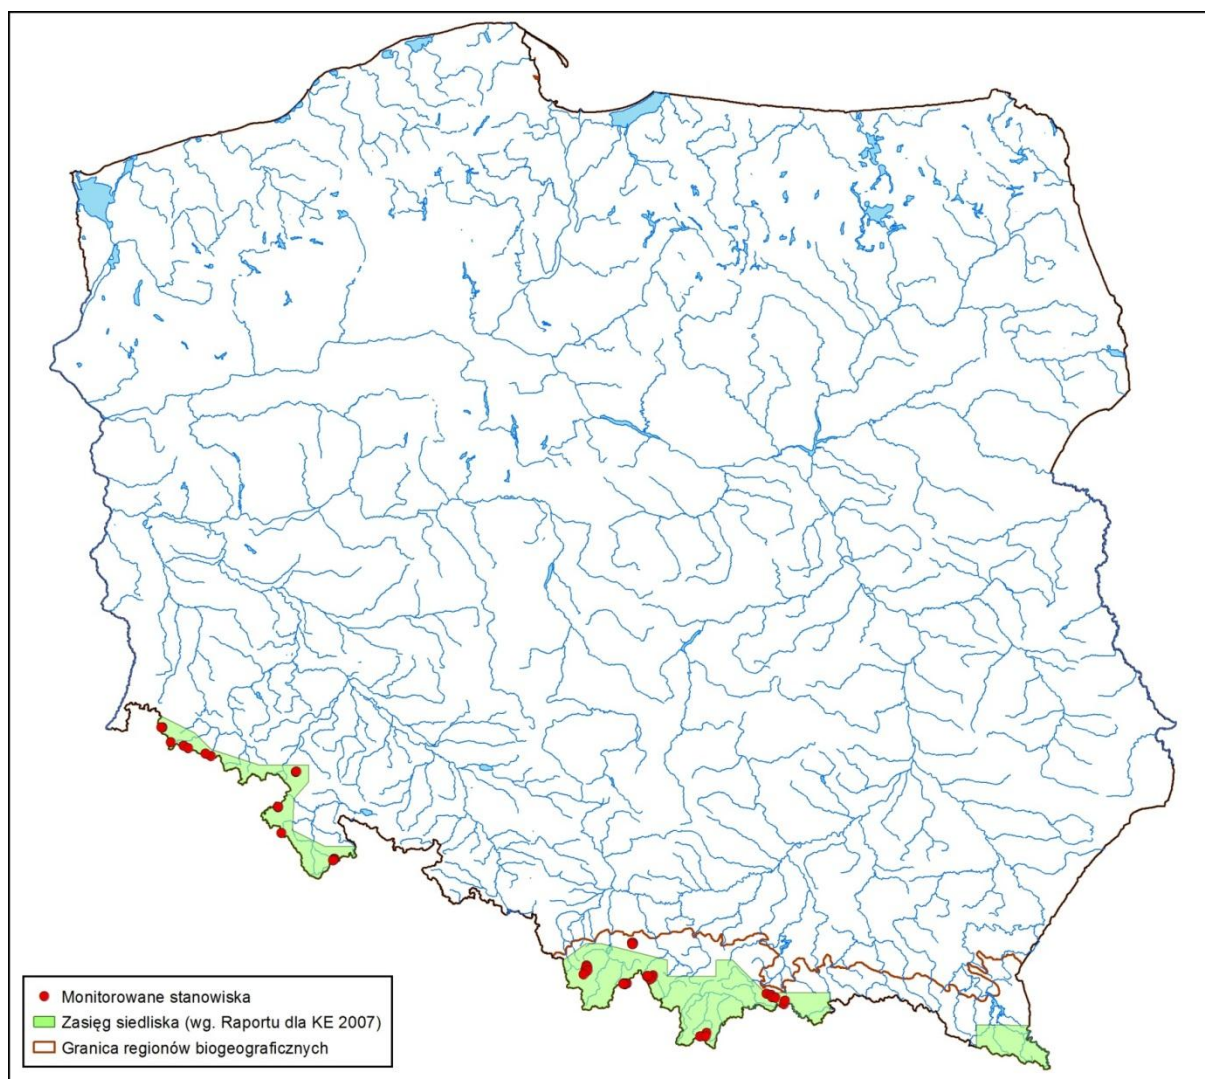 Monitorowane stanowiska
Zasięg siedliska (wg. Raportu dla KE 2007)
Granica regionów biogeograficznych